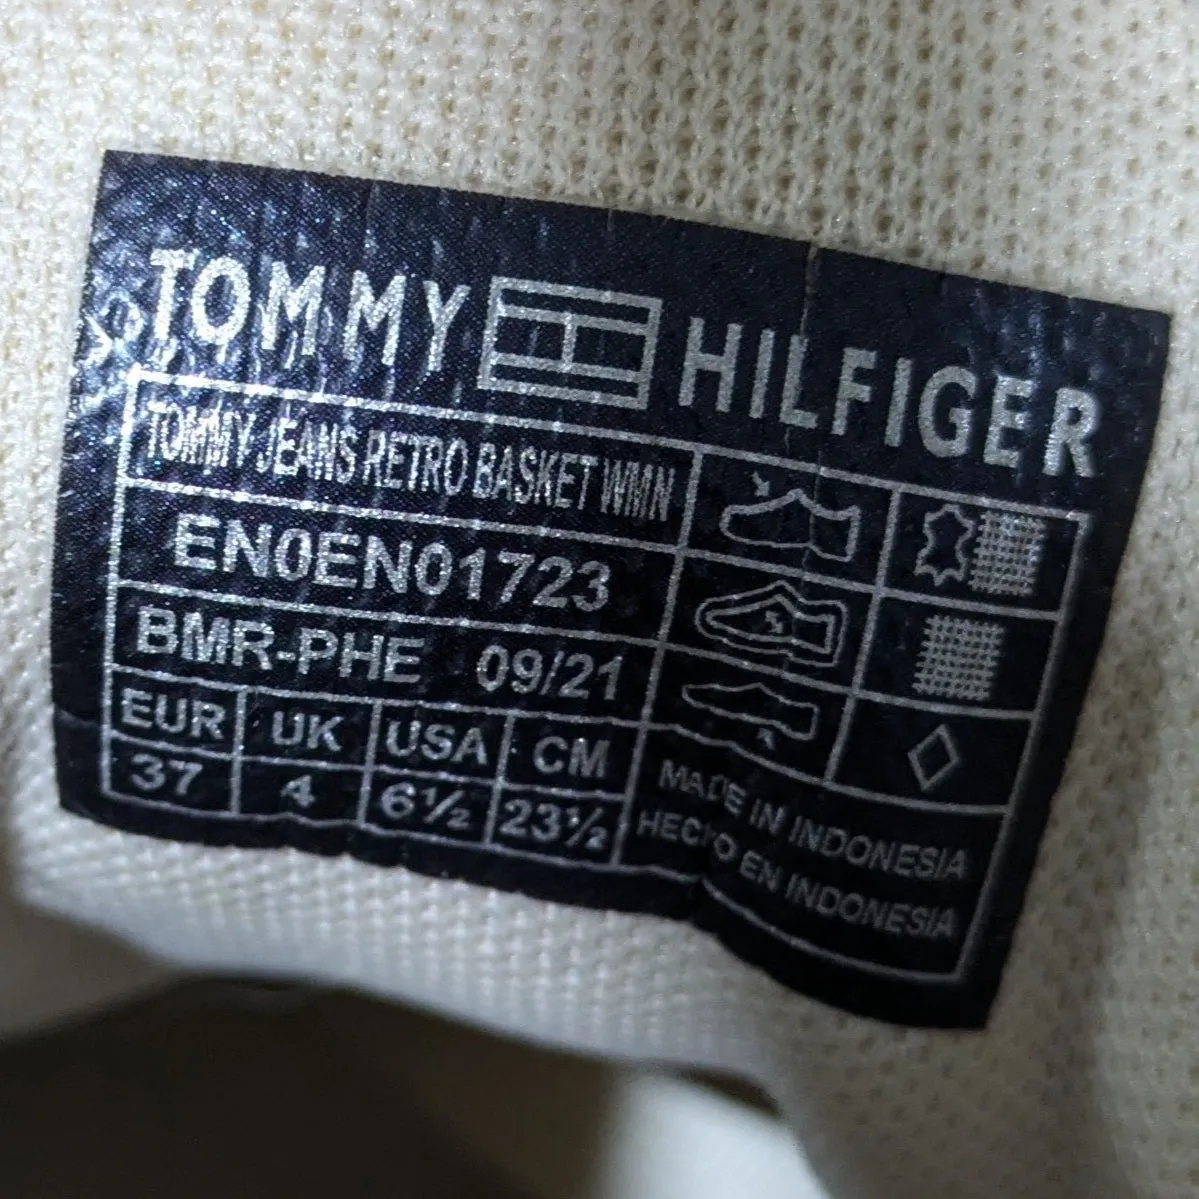 TOMMY HILFIGER
TOMMY JEANS RETRO BASKET WMN
EN0EN01723
BMR-PHE 09/21
EUR UK USA CM
37 4 6½ 23½
MADE IN INDONESIA
HECHO EN INDONESIA